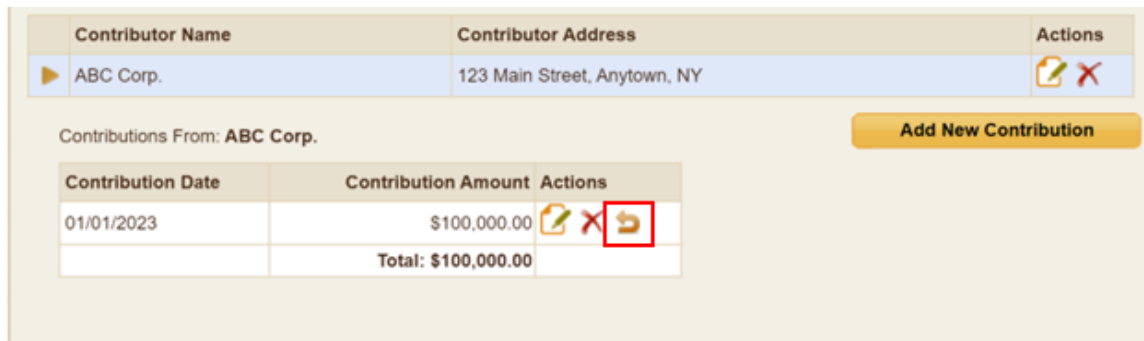 Contributor Name Contributor Address Actions
ABC Corp. 123 Main Street, Anytown, NY
Contributions From: ABC Corp. Add New Contribution
Contribution Date Contribution Amount Actions
01/01/2023 $100,000.00
Total: $100,000.00